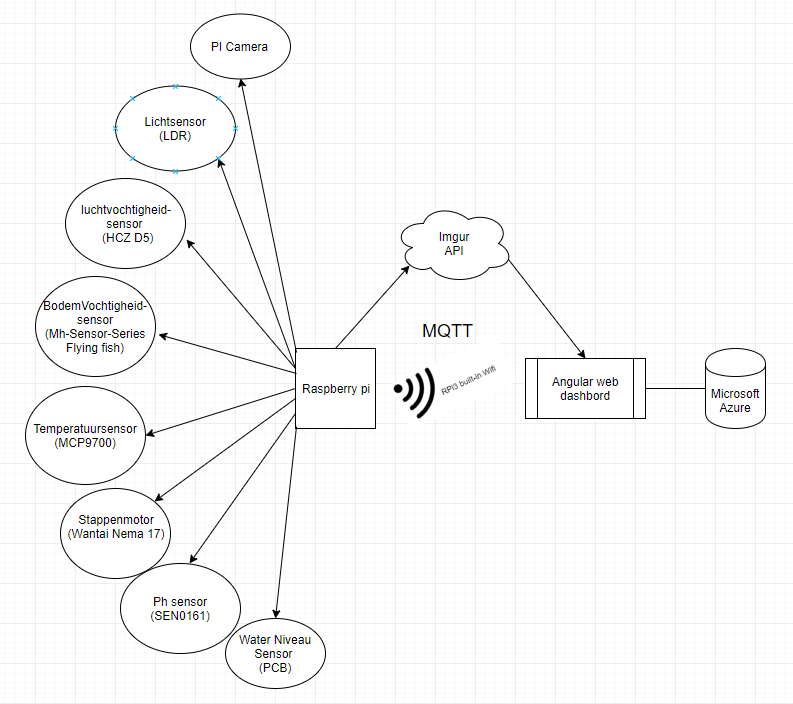 PI Camera
Lichtsensor
(LDR)
luchtvochtigheid-
sensor
(HCZ D5)
BodemVochtigheid-
sensor
(Mh-Sensor-Series
Flying fish)
Temperatuursensor
(MCP9700)
Stappenmotor
(Wantai Nema 17)
Ph sensor
(SEN0161)
Water Niveau
Sensor
(PCB)
Raspberry pi
Imgur
API
MQTT
RPI3 built-in Wifi
Angular web
dashbord
Microsoft
Azure